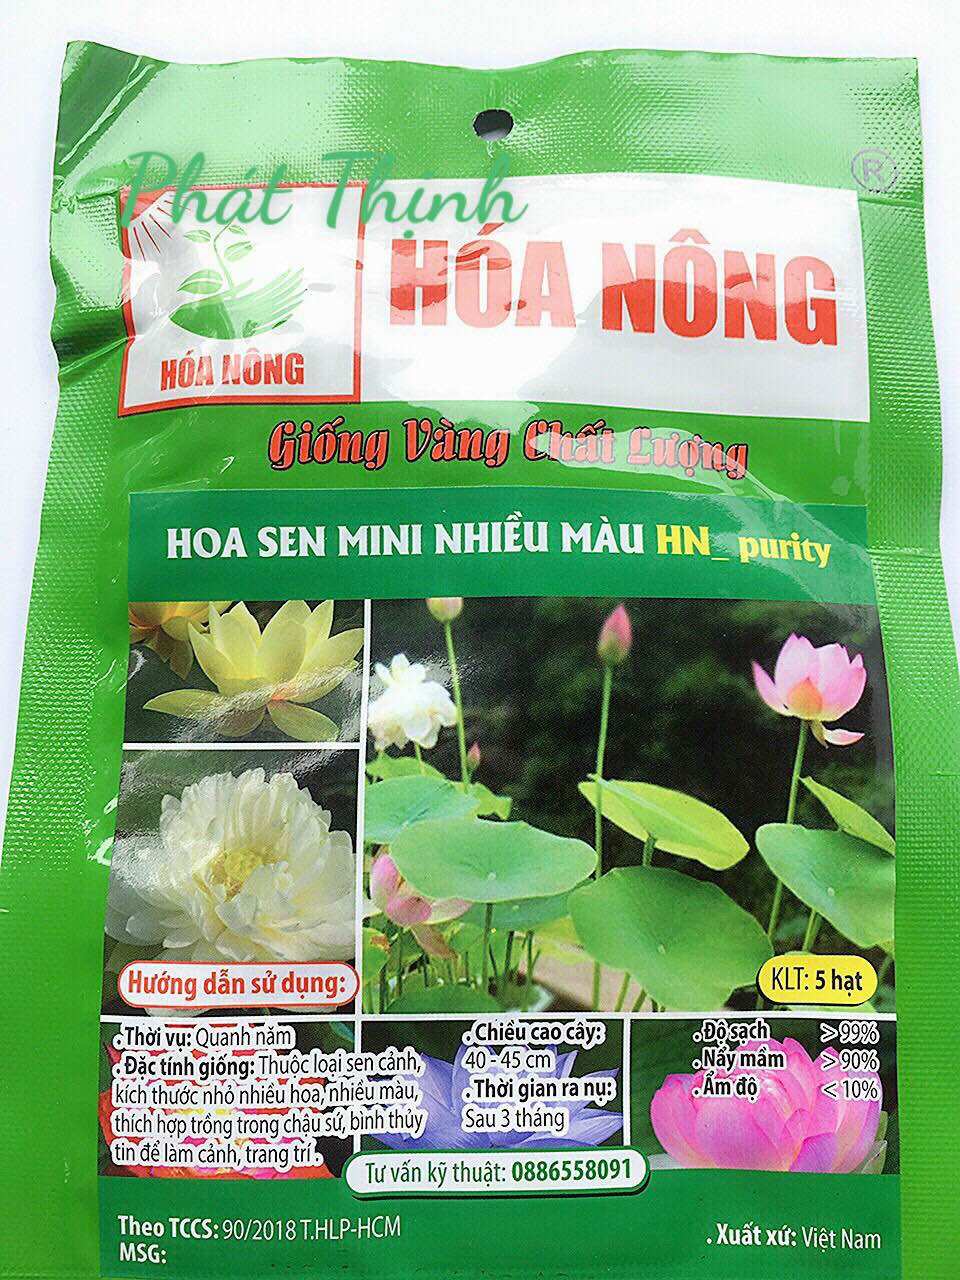 Phát Thịnh
®
HÓA NÔNG
HÓA NÔNG
Giống Vàng Chất Lượng
HOA SEN MINI NHIỀU MÀU HN_ purity
Hướng dẫn sử dụng:
KLT: 5 hạt
.Thời vụ: Quanh năm
.Đặc tính giống: Thuộc loại sen cảnh,
kích thước nhỏ nhiều hoa, nhiều màu,
thích hợp trồng trong chậu sứ, bình thủy
tin để làm cảnh, trang trí .
.Chiều cao cây:
40 - 45 cm
.Thời gian ra nụ:
Sau 3 tháng
.Độ sạch >99%
.Nẩy mầm >90%
.Ẩm độ <10%
Tư vấn kỹ thuật: 0886558091
Theo TCCS: 90/2018 T.HLP-HCM
MSG:
. Xuất xứ: Việt Nam